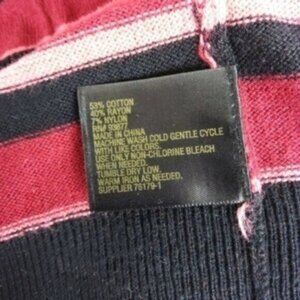 53% COTTON
40% RAYON
7% NYLON
RN# 93677
MADE IN CHINA
MACHINE WASH COLD GENTLE CYCLE
WITH LIKE COLORS.
USE ONLY NON-CHLORINE BLEACH
WHEN NEEDED.
TUMBLE DRY LOW.
WARM IRON AS NEEDED.
SUPPLIER 76179-1